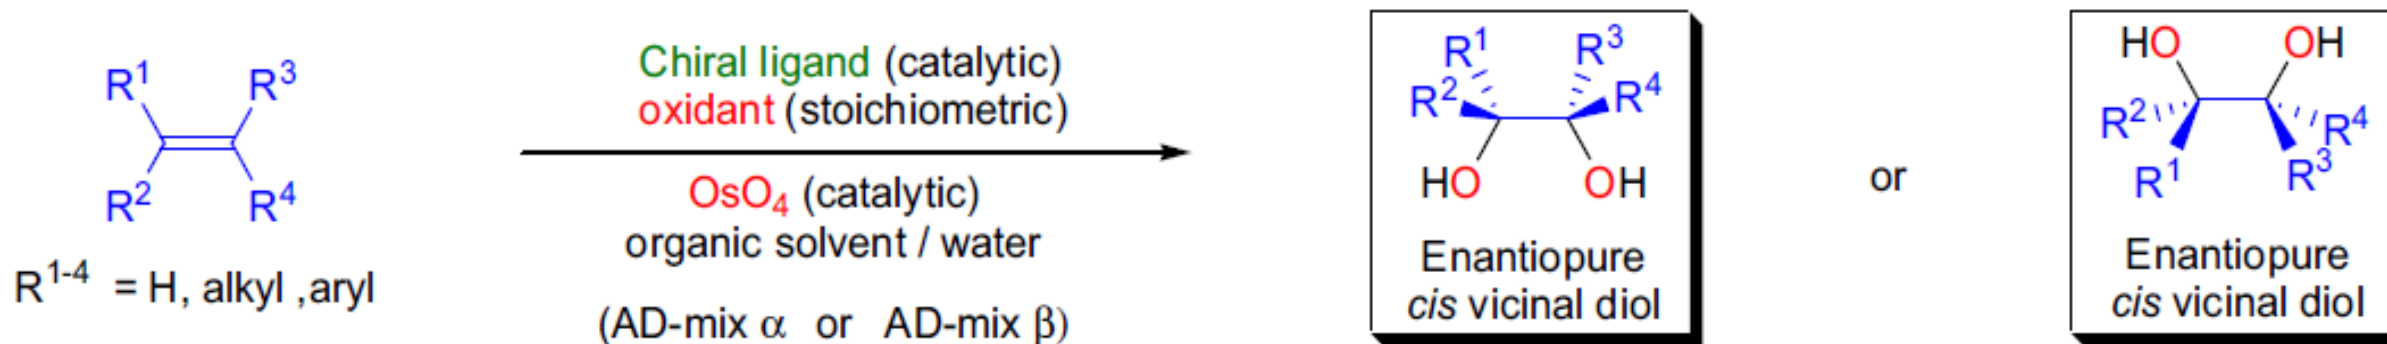 R¹ R³
R² R⁴
R¹⁻⁴ = H, alkyl ,aryl
Chiral ligand (catalytic)
oxidant (stoichiometric)
OsO₄ (catalytic)
organic solvent / water
(AD-mix α or AD-mix β)
R¹ R³
R² R⁴
HO OH
Enantiopure
cis vicinal diol
or
HO OH
R² R⁴
R¹ R³
Enantiopure
cis vicinal diol